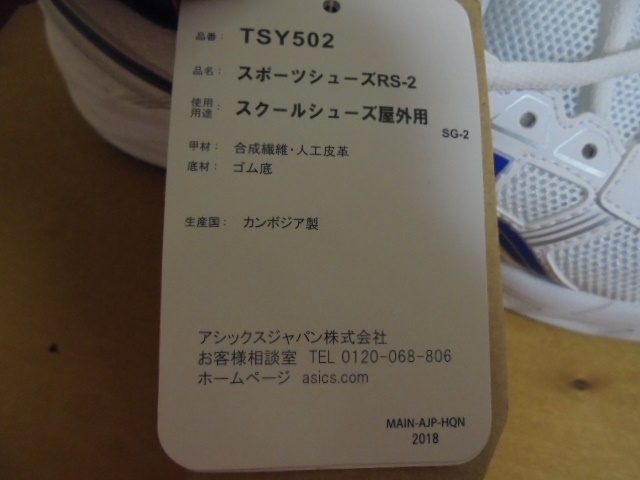 品番： TSY502
品名： スポーツシューズRS-2
使用用途： スクールシューズ屋外用
SG-2
甲材： 合成繊維・人工皮革
底材： ゴム底
生産国： カンボジア製
アシックスジャパン株式会社
お客様相談室 TEL 0120-068-806
ホームページ asics.com
MAIN-AJP-HQN
2018